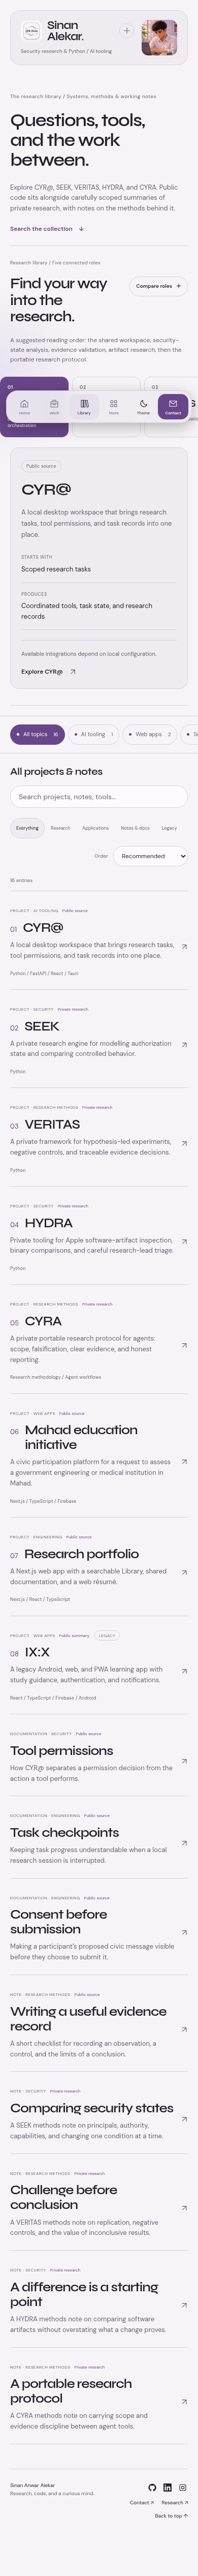 Sinan
Alekar.
Security research & Python / AI tooling
The research library / Systems, methods & working notes
Questions, tools,
and the work
between.
Explore CYR@, SEEK, VERITAS, HYDRA, and CYRA. Public
code sits alongside carefully scoped summaries of
private research, with notes on the methods behind it.
Search the collection ↓
Research library / Five connected roles
Find your way
into the
research.
Compare roles +
A suggested reading order: the shared workspace, security-
state analysis, evidence validation, artifact research, then the
portable research protocol.
01
02
03
Home
Work
Library
More
Theme
Contact
orchestration
Public source
CYR@
A local desktop workspace that brings research
tasks, tool permissions, and task records into one
place.
STARTS WITH
Scoped research tasks
PRODUCES
Coordinated tools, task state, and research
records
Available integrations depend on local configuration.
Explore CYR@ ↗
All topics 16
AI tooling 1
Web apps 2
All projects & notes
Search projects, notes, tools...
Everything
Research
Applications
Notes & docs
Legacy
Order
Recommended
16 entries
PROJECT · AI TOOLING Public source
01 CYR@
A local desktop workspace that brings research tasks,
tool permissions, and task records into one place.
Python / FastAPI / React / Tauri
PROJECT · SECURITY Private research
02 SEEK
A private research engine for modelling authorization
state and comparing controlled behavior.
Python
PROJECT · RESEARCH METHODS Private research
03 VERITAS
A private framework for hypothesis-led experiments,
negative controls, and traceable evidence decisions.
Python
PROJECT · SECURITY Private research
04 HYDRA
Private tooling for Apple software-artifact inspection,
binary comparisons, and careful research-lead triage.
Python
PROJECT · RESEARCH METHODS Private research
05 CYRA
A private portable research protocol for agents:
scope, falsification, clear evidence, and honest
reporting.
Research methodology / Agent workflows
PROJECT · WEB APPS Public source
06 Mahad education
initiative
A civic participation platform for a request to assess
a government engineering or medical institution in
Mahad.
Next.js / TypeScript / Firebase
PROJECT · ENGINEERING Public source
07 Research portfolio
A Next.js web app with a searchable Library, shared
documentation, and a web résumé.
Next.js / React / TypeScript
PROJECT · WEB APPS Public summary LEGACY
08 IX:X
A legacy Android, web, and PWA learning app with
study guidance, authentication, and notifications.
React / TypeScript / Firebase / Android
DOCUMENTATION · SECURITY Public source
Tool permissions
How CYR@ separates a permission decision from the
action a tool performs.
DOCUMENTATION · ENGINEERING Public source
Task checkpoints
Keeping task progress understandable when a local
research session is interrupted.
DOCUMENTATION · ENGINEERING Public source
Consent before
submission
Making a participant's proposed civic message visible
before they choose to submit it.
NOTE · RESEARCH METHODS Public source
Writing a useful evidence
record
A short checklist for recording an observation, a
control, and the limits of a conclusion.
NOTE · SECURITY Private research
Comparing security states
A SEEK methods note on principals, authority,
capabilities, and changing one condition at a time.
NOTE · RESEARCH METHODS Private research
Challenge before
conclusion
A VERITAS methods note on replication, negative
controls, and the value of inconclusive results.
NOTE · SECURITY Private research
A difference is a starting
point
A HYDRA methods note on comparing software
artifacts without overstating what a change proves.
NOTE · RESEARCH METHODS Private research
A portable research
protocol
A CYRA methods note on carrying scope and
evidence discipline between agent tools.
Sinan Anwar Alekar
Research, code, and a curious mind.
Contact ↗ Research ↗
Back to top ↑